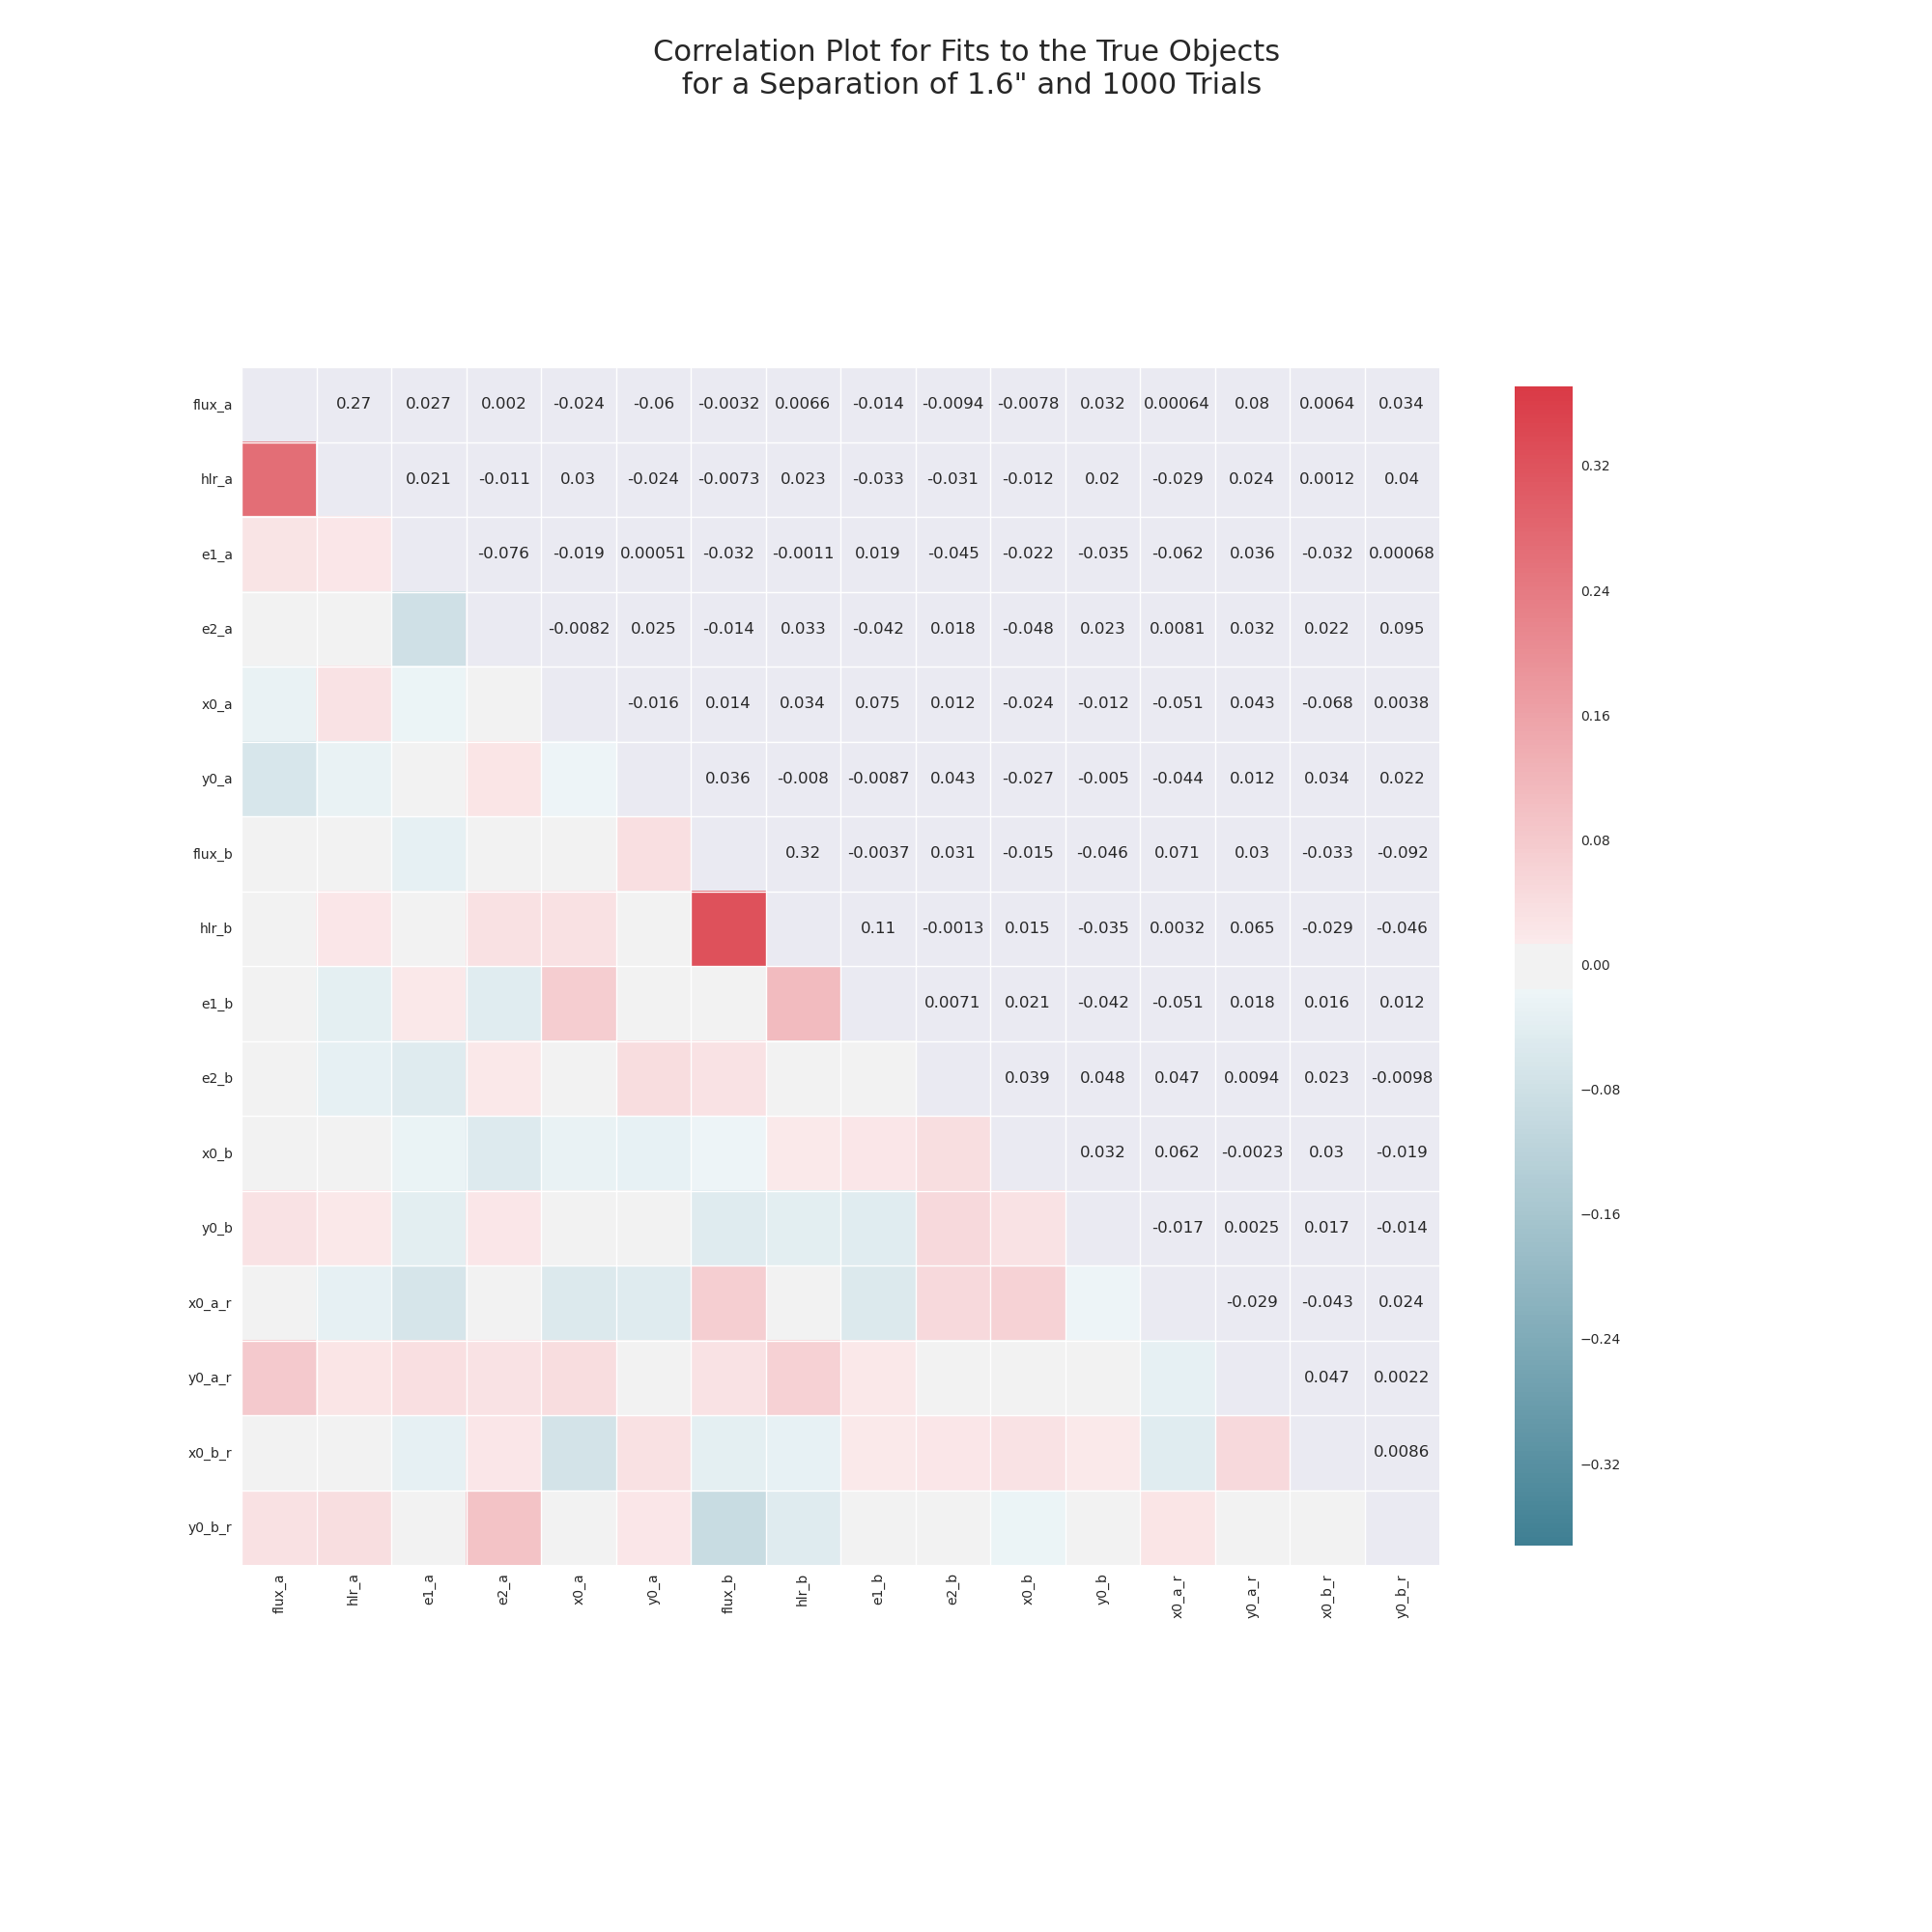 Correlation Plot for Fits to the True Objects
for a Separation of 1.6" and 1000 Trials
flux_a 0.27 0.027 0.002 -0.024 -0.06 -0.0032 0.0066 -0.014 -0.0094 -0.0078 0.032 0.00064 0.08 0.0064 0.034
hlr_a 0.021 -0.011 0.03 -0.024 -0.0073 0.023 -0.033 -0.031 -0.012 0.02 -0.029 0.024 0.0012 0.04
e1_a -0.076 -0.019 0.00051 -0.032 -0.0011 0.019 -0.045 -0.022 -0.035 -0.062 0.036 -0.032 0.00068
e2_a -0.0082 0.025 -0.014 0.033 -0.042 0.018 -0.048 0.023 0.0081 0.032 0.022 0.095
x0_a -0.016 0.014 0.034 0.075 0.012 -0.024 -0.012 -0.051 0.043 -0.068 0.0038
y0_a 0.036 -0.008 -0.0087 0.043 -0.027 -0.005 -0.044 0.012 0.034 0.022
flux_b 0.32 -0.0037 0.031 -0.015 -0.046 0.071 0.03 -0.033 -0.092
hlr_b 0.11 -0.0013 0.015 -0.035 0.0032 0.065 -0.029 -0.046
e1_b 0.0071 0.021 -0.042 -0.051 0.018 0.016 0.012
e2_b 0.039 0.048 0.047 0.0094 0.023 -0.0098
x0_b 0.032 0.062 -0.0023 0.03 -0.019
y0_b -0.017 0.0025 0.017 -0.014
x0_a_r -0.029 -0.043 0.024
y0_a_r 0.047 0.0022
x0_b_r 0.0086
y0_b_r
flux_a hlr_a e1_a e2_a x0_a y0_a flux_b hlr_b e1_b e2_b x0_b y0_b x0_a_r y0_a_r x0_b_r y0_b_r
0.32
0.24
0.16
0.08
0.00
−0.08
−0.16
−0.24
−0.32